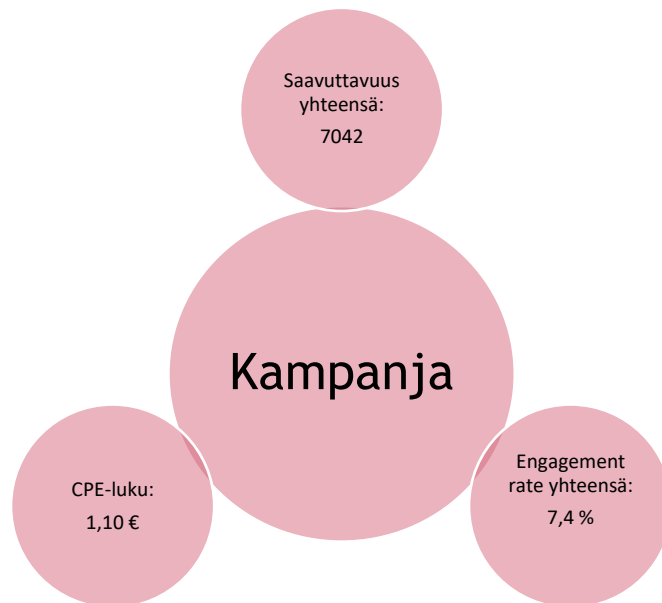 Saavuttavuus
yhteensä:
7042
Kampanja
CPE-luku:
1,10 €
Engagement
rate yhteensä:
7,4 %